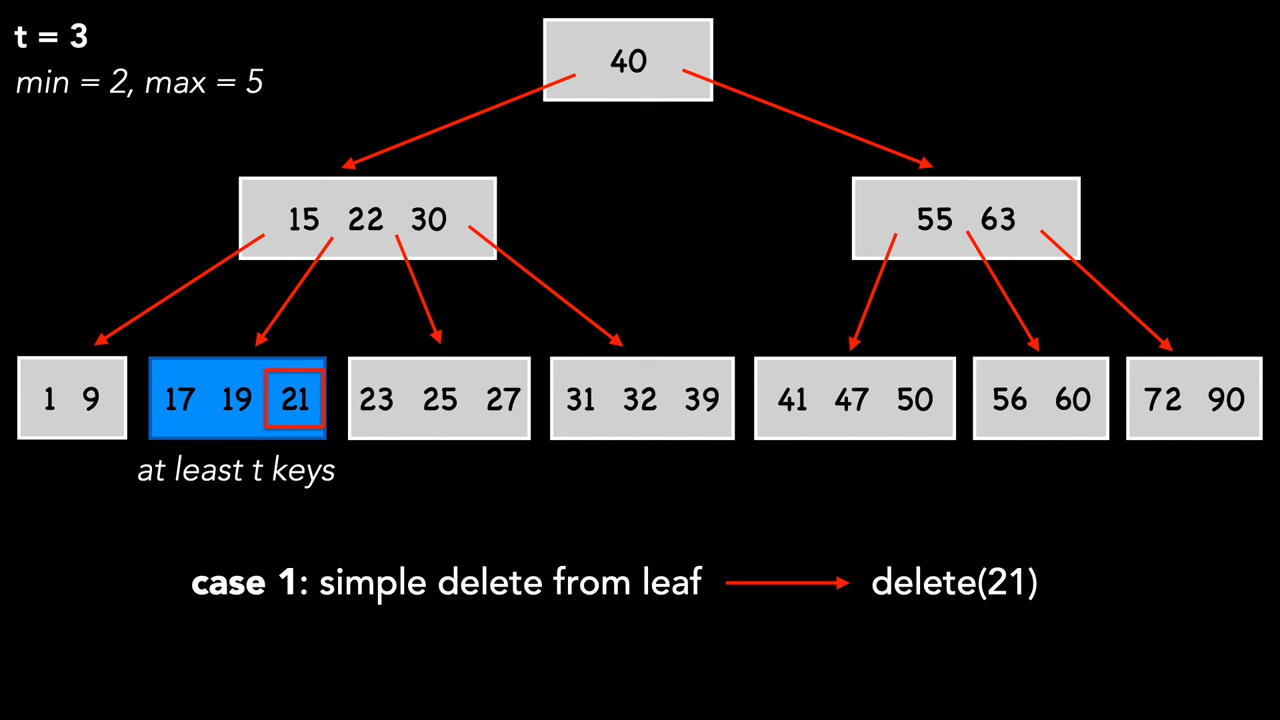 t = 3
min = 2, max = 5
40
15 22 30
55 63
1 9
17 19 21
23 25 27
31 32 39
41 47 50
56 60
72 90
at least t keys
case 1: simple delete from leaf
delete(21)